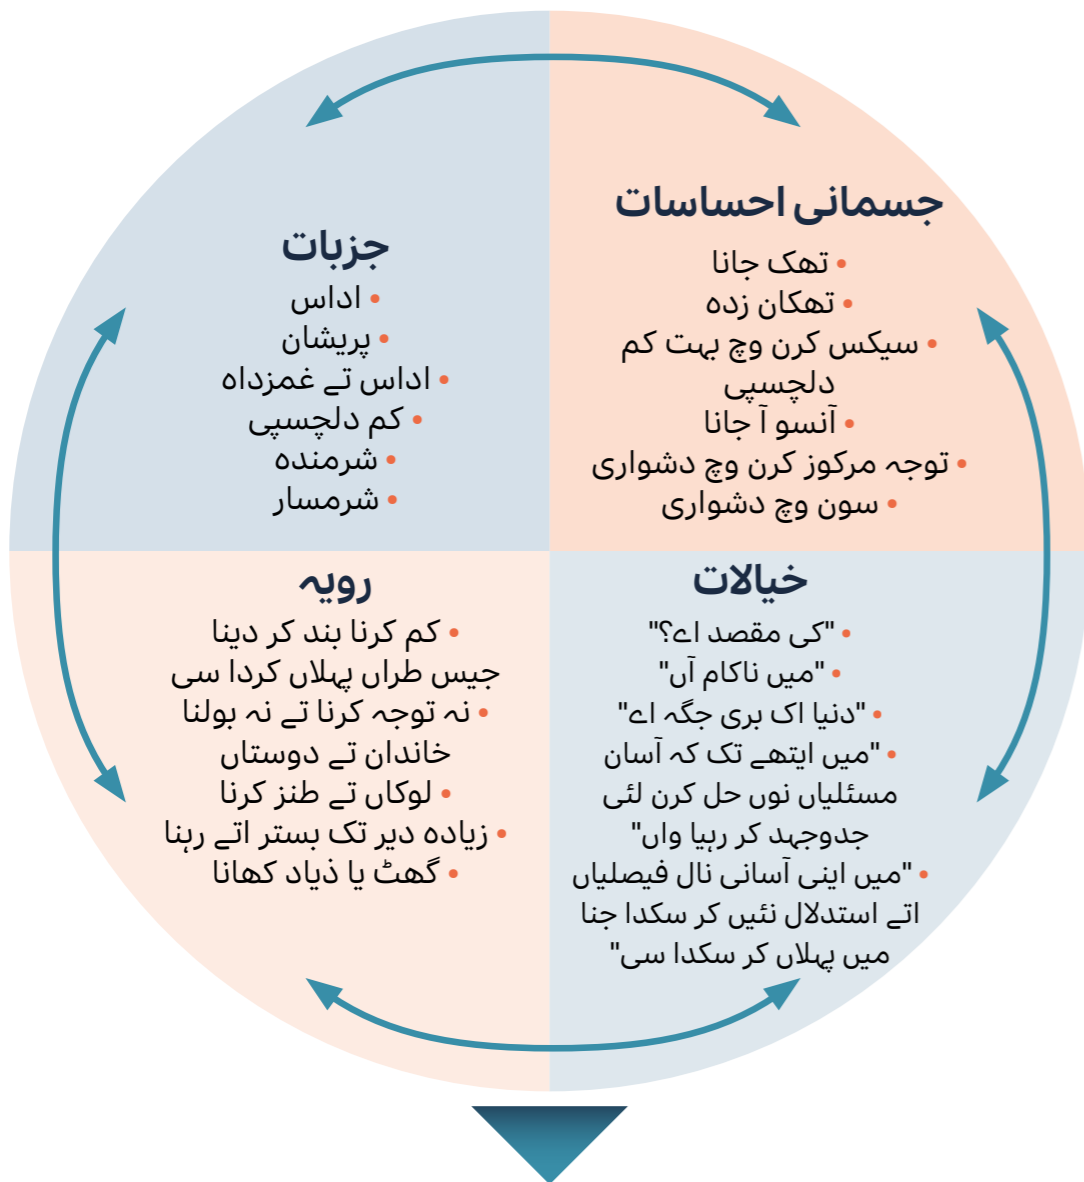 جسمانی احساسات
• تھک جانا
• تھکان زدہ
• سیکس کرن وچ بہت کم
دلچسپی
• آنسو آ جانا
• توجہ مرکوز کرن وچ دشواری
• سون وچ دشواری
جزبات
• اداس
• پریشان
• اداس تے غمزداہ
• کم دلچسپی
• شرمندہ
• شرمسار
خیالات
• "کی مقصد اے؟"
• "میں ناکام آں"
• "دنیا اک بری جگہ اے"
• "میں ایتھے تک کہ آسان
مسئلیاں نوں حل کرن لئی
جدوجہد کر رہیا واں"
• "میں اپنی آسانی نال فیصلیاں
اتے استدلال نئیں کر سکدا جنا
میں پہلاں کر سکدا سی"
رویہ
• کم کرنا بند کر دینا
جیس طراں پہلاں کردا سی
• نہ توجہ کرنا تے نہ بولنا
خاندان تے دوستاں
• لوکاں تے طنز کرنا
• زیادہ دیر تک بستر اتے رہنا
• گھٹ یا ذیاد کھانا